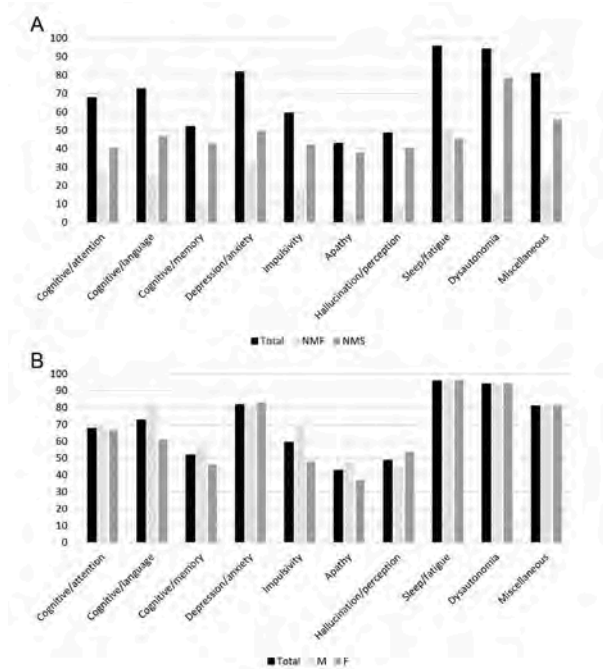 A
100
90
80
70
60
50
40
30
20
10
0
Cognitive/attention
Cognitive/language
Cognitive/memory
Depression/anxiety
Impulsivity
Apathy
Hallucination/perception
Sleep/fatigue
Dysautonomia
Miscellaneous
Total NMF NMS
B
100
90
80
70
60
50
40
30
20
10
0
Cognitive/attention
Cognitive/language
Cognitive/memory
Depression/anxiety
Impulsivity
Apathy
Hallucination/perception
Sleep/fatigue
Dysautonomia
Miscellaneous
Total M F